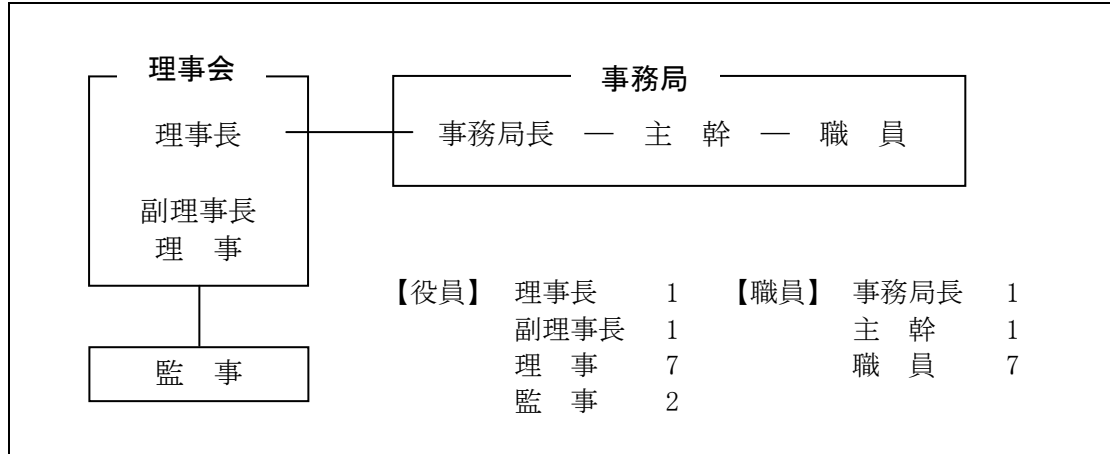 理事会
理事長
副理事長
理　事
監　事
事務局
事務局長 ― 主　幹 ― 職　員
【役員】 理事長 1
副理事長 1
理　事 7
監　事 2
【職員】 事務局長 1
主　幹 1
職　員 7